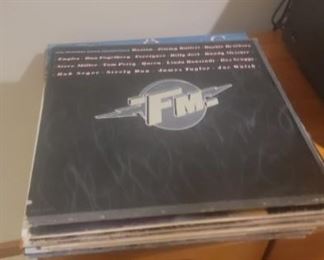 Boston · Jimmy Buffett · Doobie Brothers
Eagles · Dan Fogelberg · Foreigner · Billy Joel · Randy Meisner
Steve Miller · Tom Petty · Queen · Linda Ronstadt · Boz Scaggs
Bob Seger · Steely Dan · James Taylor · Joe Walsh
FM